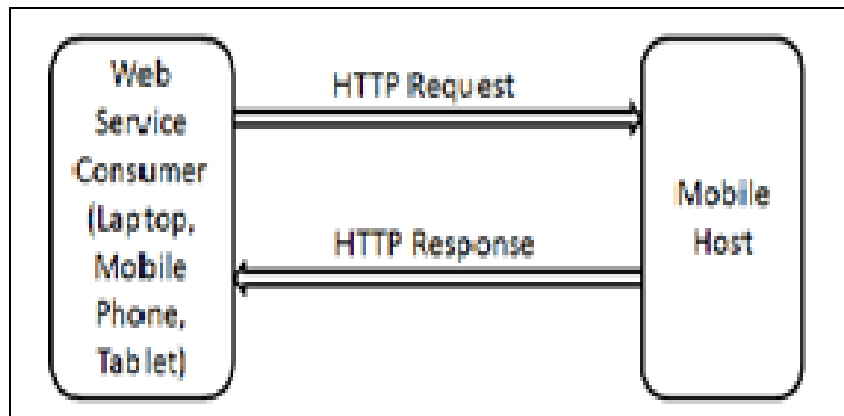 Web
Service
Consumer
(Laptop,
Mobile
Phone,
Tablet)
HTTP Request
HTTP Response
Mobile
Host